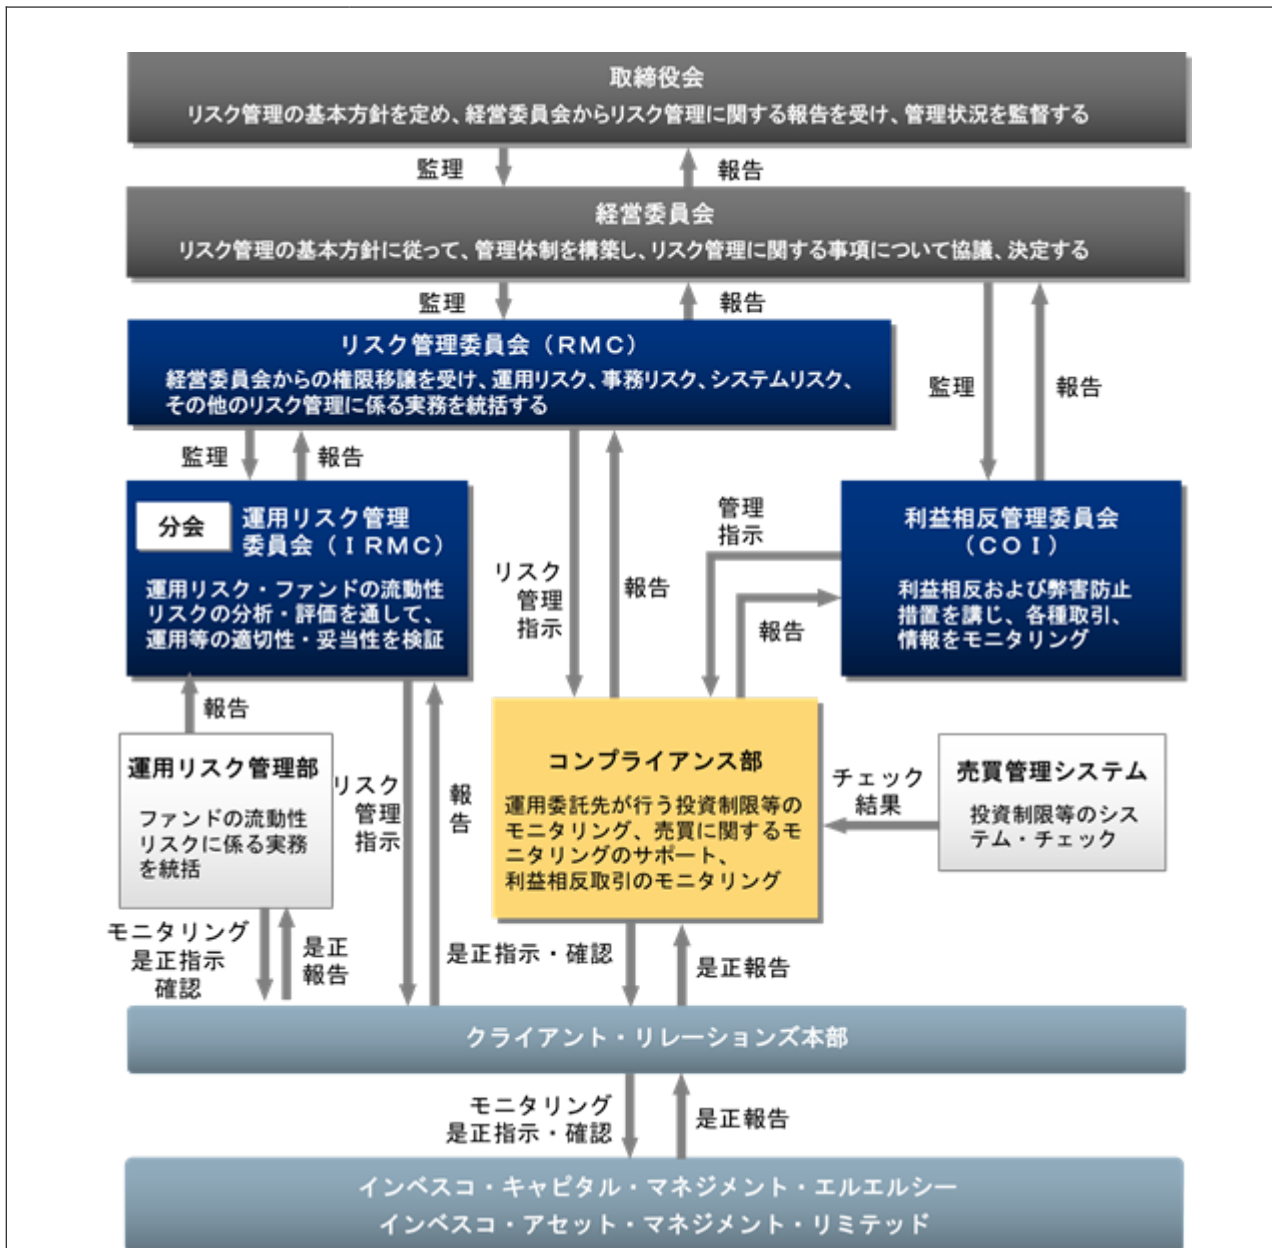 取締役会
リスク管理の基本方針を定め、経営委員会からリスク管理に関する報告を受け、管理状況を監督する
監理
報告
経営委員会
リスク管理の基本方針に従って、管理体制を構築し、リスク管理に関する事項について協議、決定する
監理
報告
リスク管理委員会（ＲＭＣ）
経営委員会からの権限移譲を受け、運用リスク、事務リスク、システムリスク、
その他のリスク管理に係る実務を統括する
監理
報告
監理
報告
分会
運用リスク管理
委員会（ＩＲＭＣ）
運用リスク・ファンドの流動性
リスクの分析・評価を通して、
運用等の適切性・妥当性を検証
リスク
管理
指示
報告
管理
指示
報告
利益相反管理委員会
（ＣＯＩ）
利益相反および弊害防止
措置を講じ、各種取引、
情報をモニタリング
報告
運用リスク管理部
ファンドの流動性
リスクに係る実務
を統括
リスク
管理
指示
報
告
コンプライアンス部
運用委託先が行う投資制限等の
モニタリング、売買に関するモ
ニタリングのサポート、
利益相反取引のモニタリング
チェック
結果
売買管理システム
投資制限等のシス
テム・チェック
モニタリング
是正指示
確認
是正
報告
是正指示・確認
是正報告
クライアント・リレーションズ本部
モニタリング
是正指示・確認
是正報告
インベスコ・キャピタル・マネジメント・エルエルシー
インベスコ・アセット・マネジメント・リミテッド